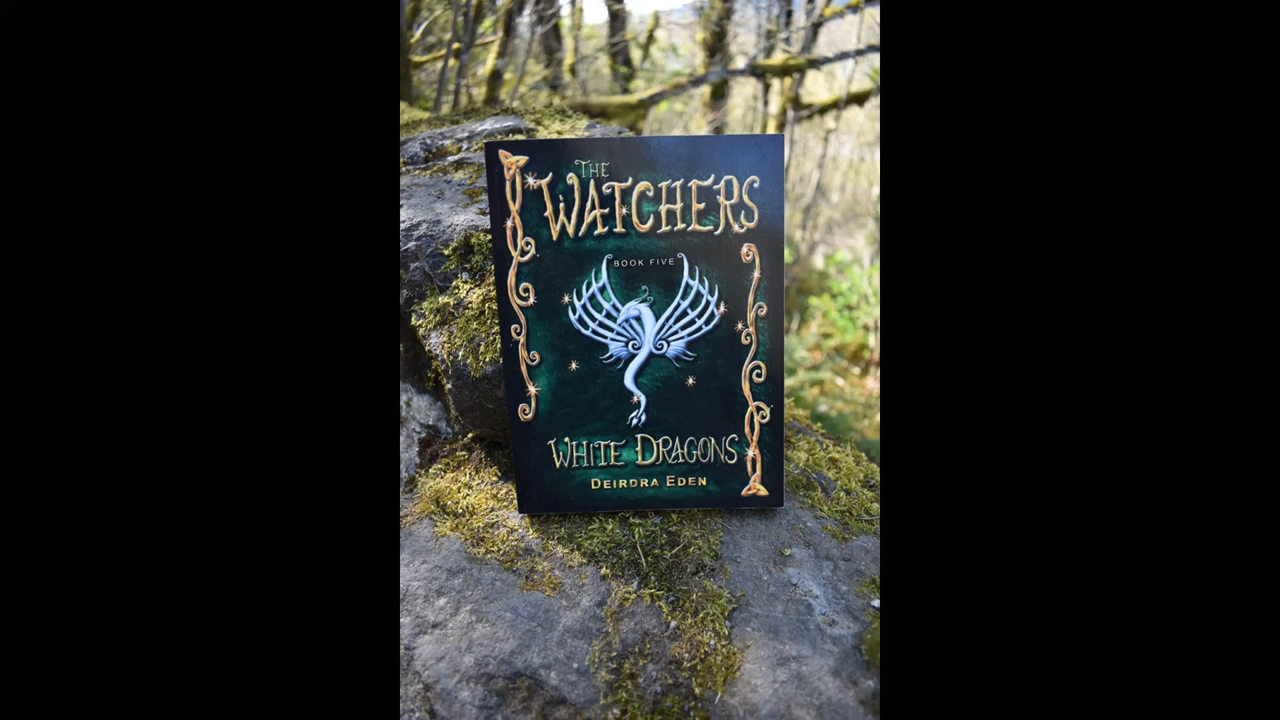 THE
WATCHERS
BOOK FIVE
WHITE DRAGONS
DEIRDRA EDEN